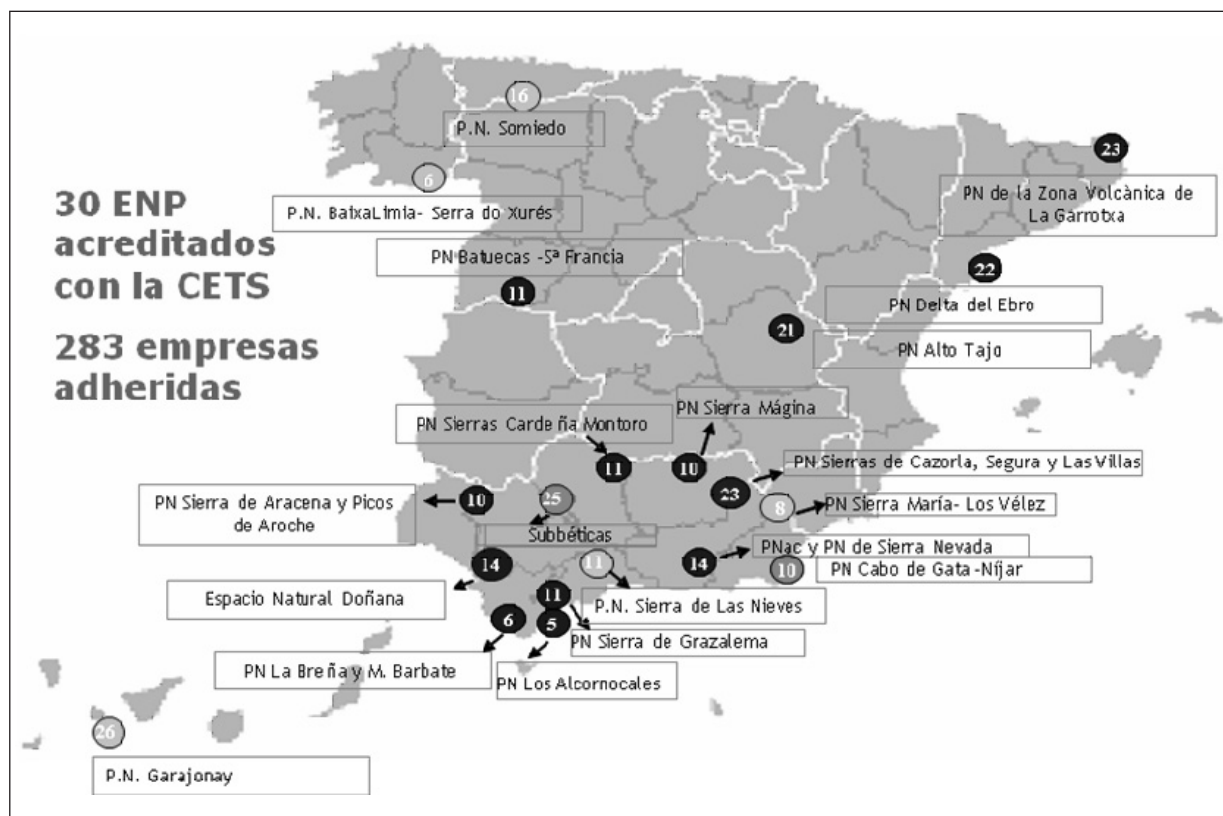 16
P.N. Somiedo
23
6
30 ENP
acreditados
con la CETS
PN de la Zona Volcànica de
La Garrotxa
P.N. BaixaLimia- Serra do Xurés
PN Batuecas -Sª Francia
22
11
PN Delta del Ebro
283 empresas
adheridas
21
PN Alto Tajo
PN Sierra Mágina
PN Sierras Cardeña Montoro
11
10
PN Sierras de Cazorla, Segura y Las Villas
23
PN Sierra de Aracena y Picos
de Aroche
10
25
8
PN Sierra María- Los Vélez
Subbéticas
PNac y PN de Sierra Nevada
14
11
14
10
PN Cabo de Gata -Níjar
Espacio Natural Doñana
11
P.N. Sierra de Las Nieves
6
5
PN Sierra de Grazalema
PN La Breña y M. Barbate
PN Los Alcornocales
26
P.N. Garajonay